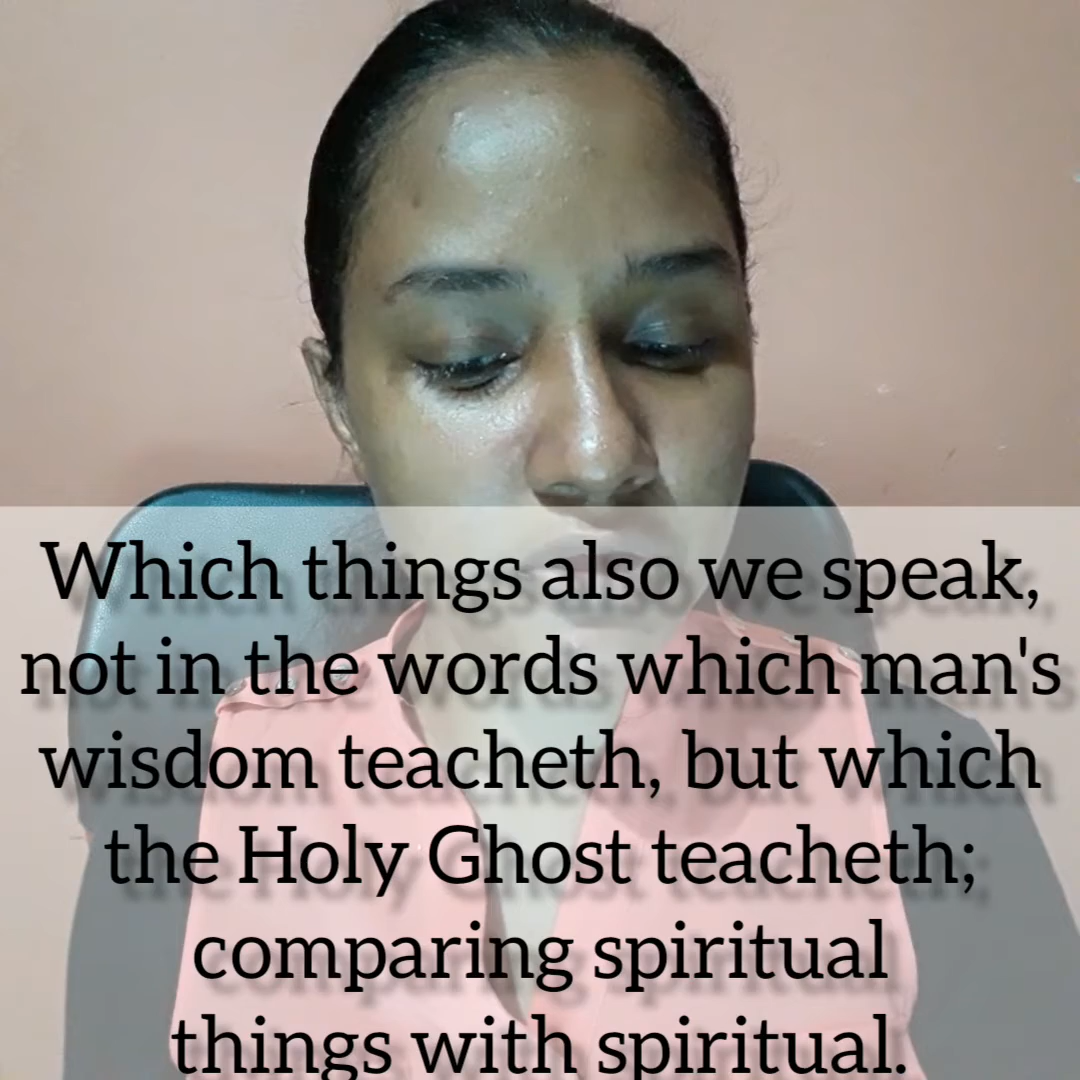 Which things also we speak,
not in the words which man's
wisdom teacheth, but which
the Holy Ghost teacheth;
comparing spiritual
things with spiritual.